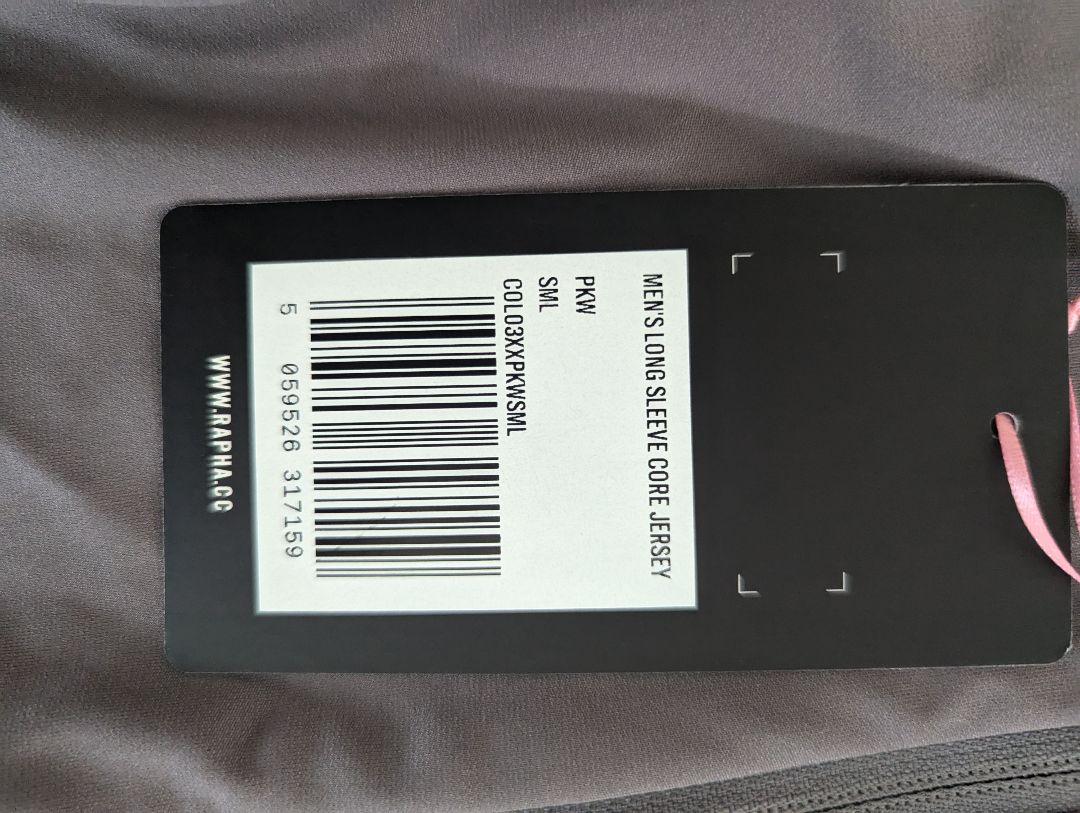 MEN'S LONG SLEEVE CORE JERSEY
PKW
SML
COL03XXPKWSML
5 059526 317159
WWW.RAPHA.CC